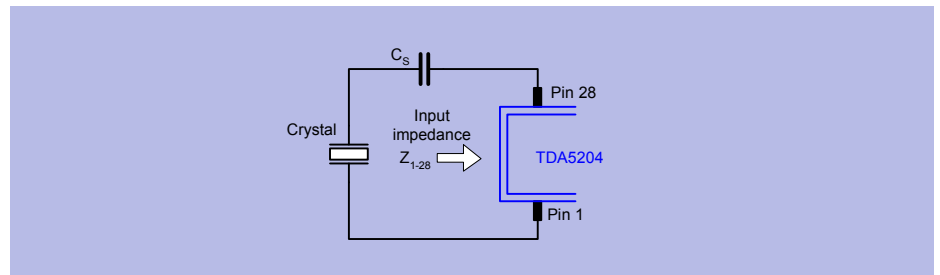 C_S
Pin 28
Input
impedance
Crystal
Z_1-28
TDA5204
Pin 1